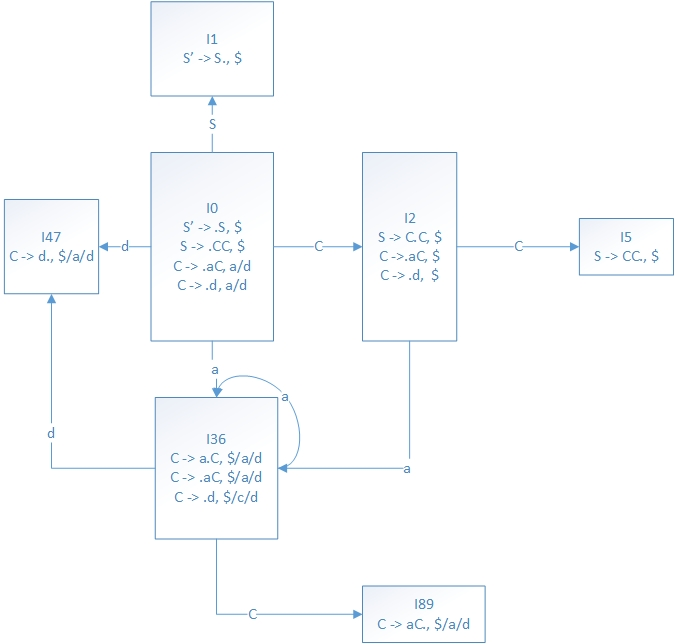 I1
S’ -> S., $
S
I0
S’ -> .S, $
S -> .CC, $
C -> .aC, a/d
C -> .d, a/d
I2
S -> C.C, $
C ->.aC, $
C -> .d,  $
I47
C -> d., $/a/d
d
C
C
I5
S -> CC., $
a
a
d
I36
C -> a.C, $/a/d
C -> .aC, $/a/d
C -> .d, $/c/d
a
C
I89
C -> aC., $/a/d